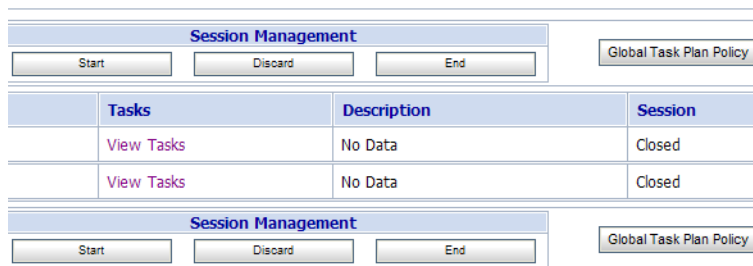 Session Management
Start Discard End Global Task Plan Policy
Tasks Description Session
View Tasks No Data Closed
View Tasks No Data Closed
Session Management
Start Discard End Global Task Plan Policy